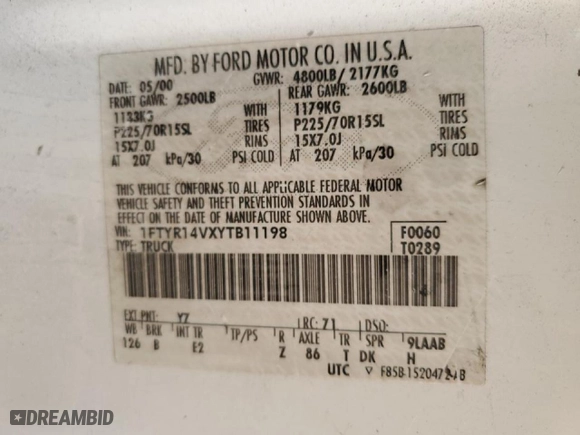 MFD. BY FORD MOTOR CO. IN U.S.A.
DATE: 05/00 GVWR: 4800LB/ 2177KG
FRONT GAWR: 2500LB REAR GAWR: 2600LB
1133KG WITH 1179KG WITH
P225/70R15SL TIRES P225/70R15SL TIRES
15X7.0J RIMS 15X7.0J RIMS
AT 207 kPa/30 PSI COLD AT 207 kPa/30 PSI COLD
THIS VEHICLE CONFORMS TO ALL APPLICABLE FEDERAL MOTOR
VEHICLE SAFETY AND THEFT PREVENTION STANDARDS IN
EFFECT ON THE DATE OF MANUFACTURE SHOWN ABOVE.
VIN: 1FTYR14VXYTB11198 F0060
TYPE: TRUCK T0289
EXT PNT: YZ RC: 71 DSO:
WB BRK INT TR TP/PS R AXLE TR SPR 9LAAB
126 B E2 Z 86 T DK H
UTC
DREAMBID